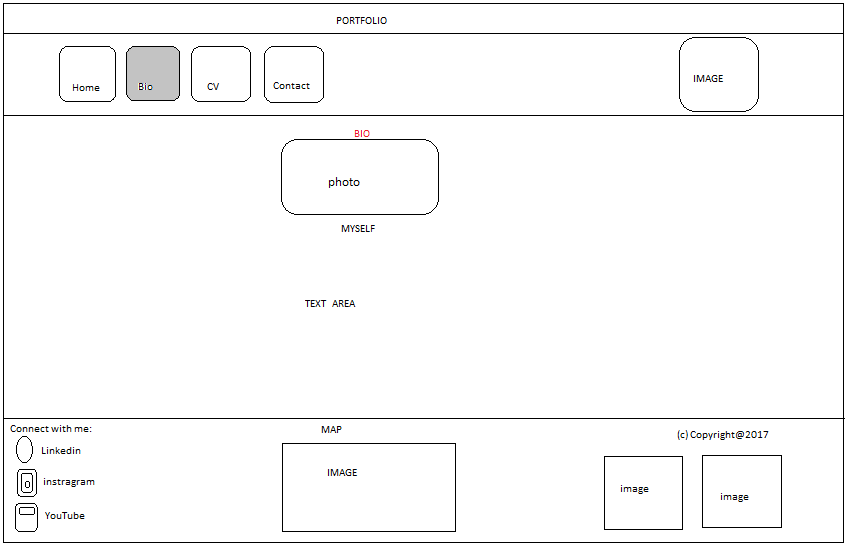 PORTFOLIO
Home
Bio
CV
Contact
IMAGE
BIO
photo
MYSELF
TEXT AREA
Connect with me:
Linkedin
instragram
YouTube
MAP
IMAGE
(c) Copyright@2017
image
image